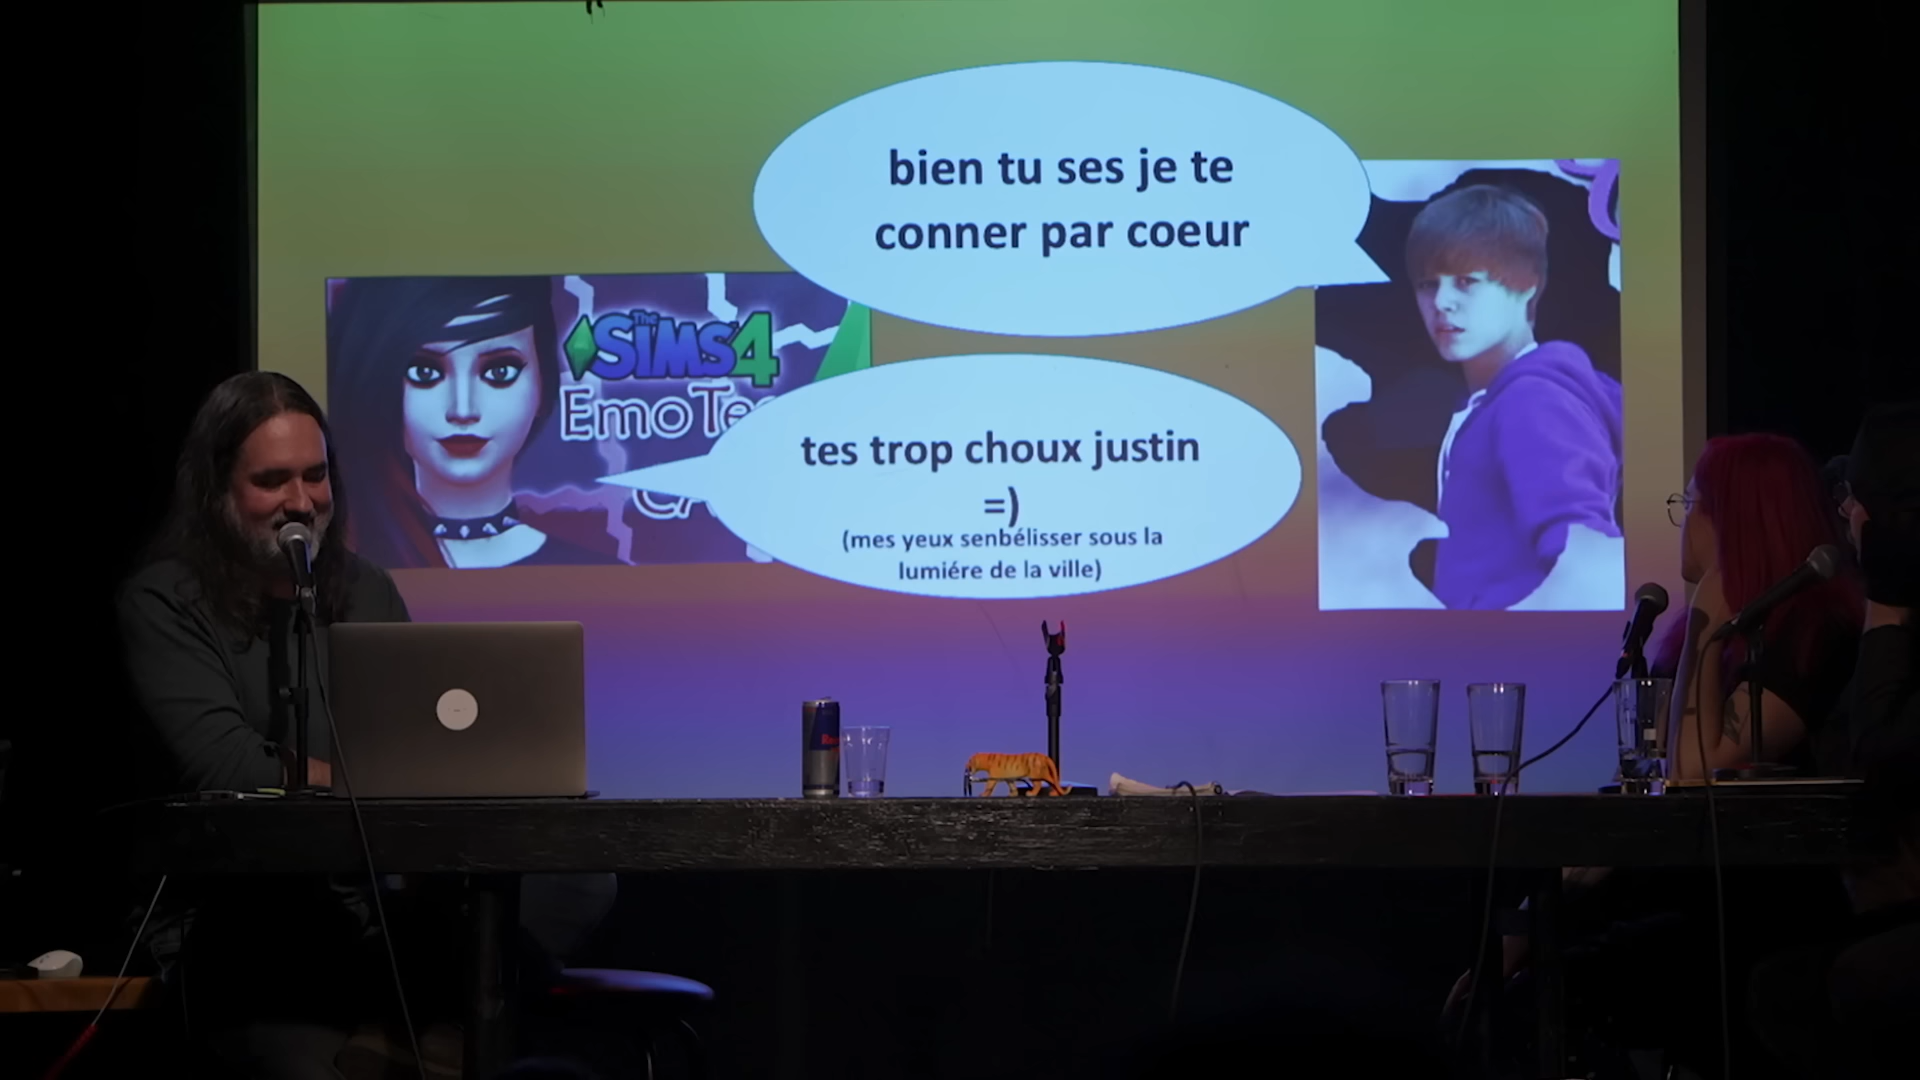 bien tu ses je te
conner par coeur
The
SiMS 4
Emo Te
CA
tes trop choux justin
=)
(mes yeux senbélisser sous la
lumiére de la ville)